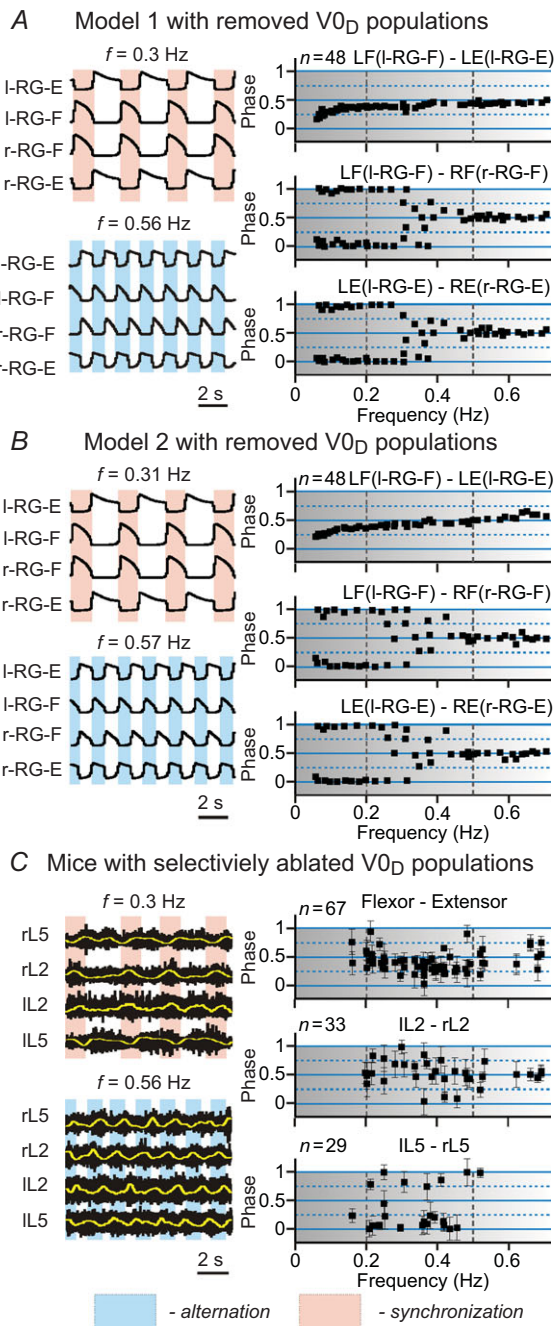 A Model 1 with removed V0D populations
f = 0.3 Hz
l-RG-E
l-RG-F
r-RG-F
r-RG-E
f = 0.56 Hz
-RG-E
l-RG-F
r-RG-F
r-RG-E
2 s
n=48 LF(l-RG-F) - LE(l-RG-E)
Phase
1
0.5
0
LF(l-RG-F) - RF(r-RG-F)
Phase
1
0.5
0
LE(l-RG-E) - RE(r-RG-E)
Phase
1
0.5
0
0 0.2 0.4 0.6
Frequency (Hz)
B Model 2 with removed V0D populations
f = 0.31 Hz
l-RG-E
l-RG-F
r-RG-F
r-RG-E
f = 0.57 Hz
l-RG-E
l-RG-F
r-RG-F
r-RG-E
2 s
n=48 LF(l-RG-F) - LE(l-RG-E)
Phase
1
0.5
0
LF(l-RG-F) - RF(r-RG-F)
Phase
1
0.5
0
LE(l-RG-E) - RE(r-RG-E)
Phase
1
0.5
0
0 0.2 0.4 0.6
Frequency (Hz)
C Mice with selectiviely ablated V0D populations
f = 0.3 Hz
rL5
rL2
lL2
lL5
f = 0.56 Hz
rL5
rL2
lL2
lL5
2 s
n=67 Flexor - Extensor
Phase
1
0.5
0
n=33 lL2 - rL2
Phase
1
0.5
0
n=29 lL5 - rL5
Phase
1
0.5
0
0 0.2 0.4 0.6
Frequency (Hz)
- alternation - synchronization